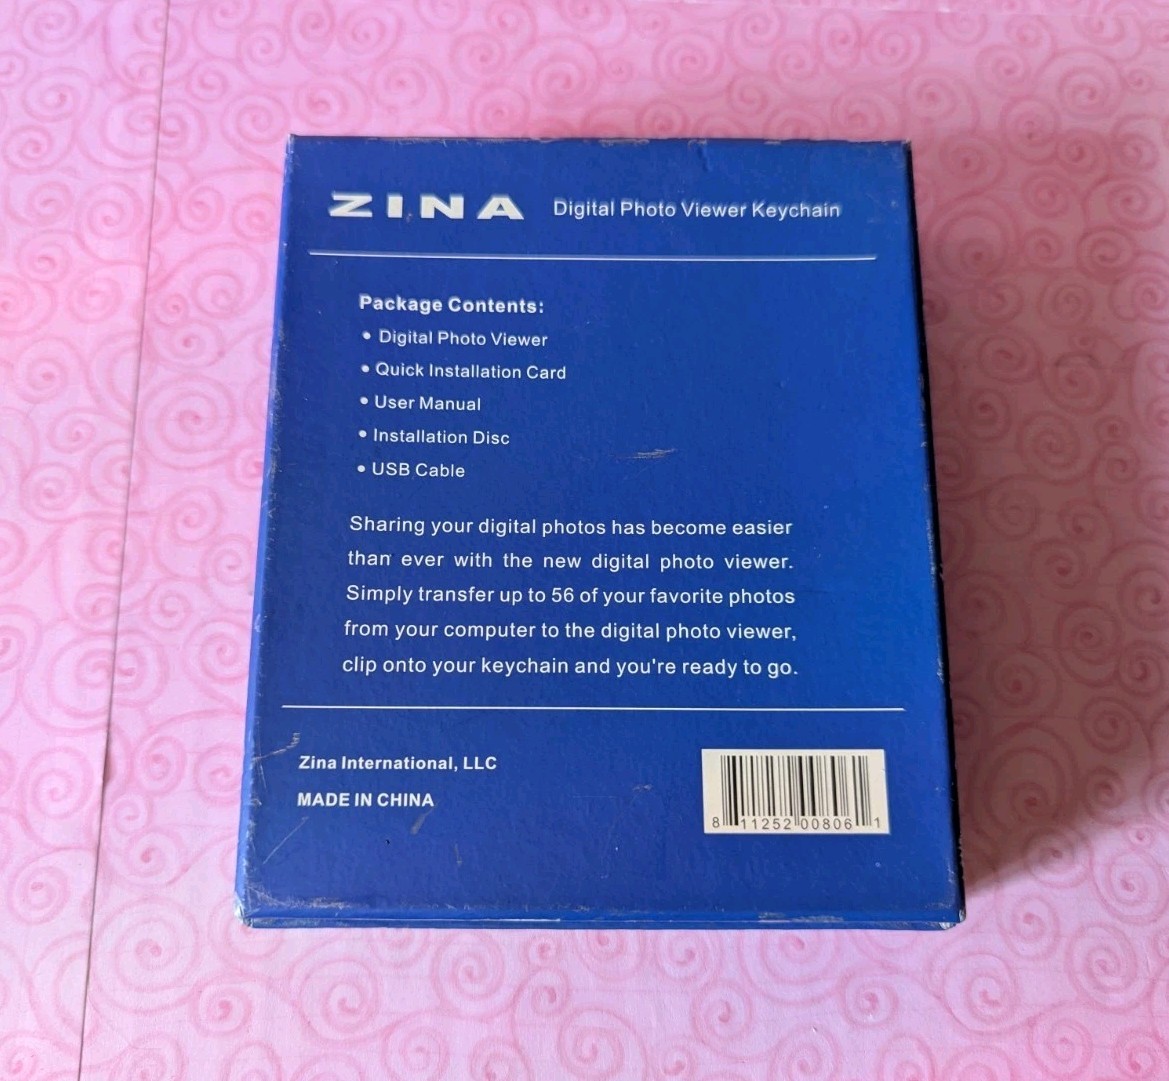 ZINA Digital Photo Viewer Keychain
Package Contents:
• Digital Photo Viewer
• Quick Installation Card
• User Manual
• Installation Disc
• USB Cable
Sharing your digital photos has become easier
than ever with the new digital photo viewer.
Simply transfer up to 56 of your favorite photos
from your computer to the digital photo viewer,
clip onto your keychain and you're ready to go.
Zina International, LLC
MADE IN CHINA
8 11252 00806 1